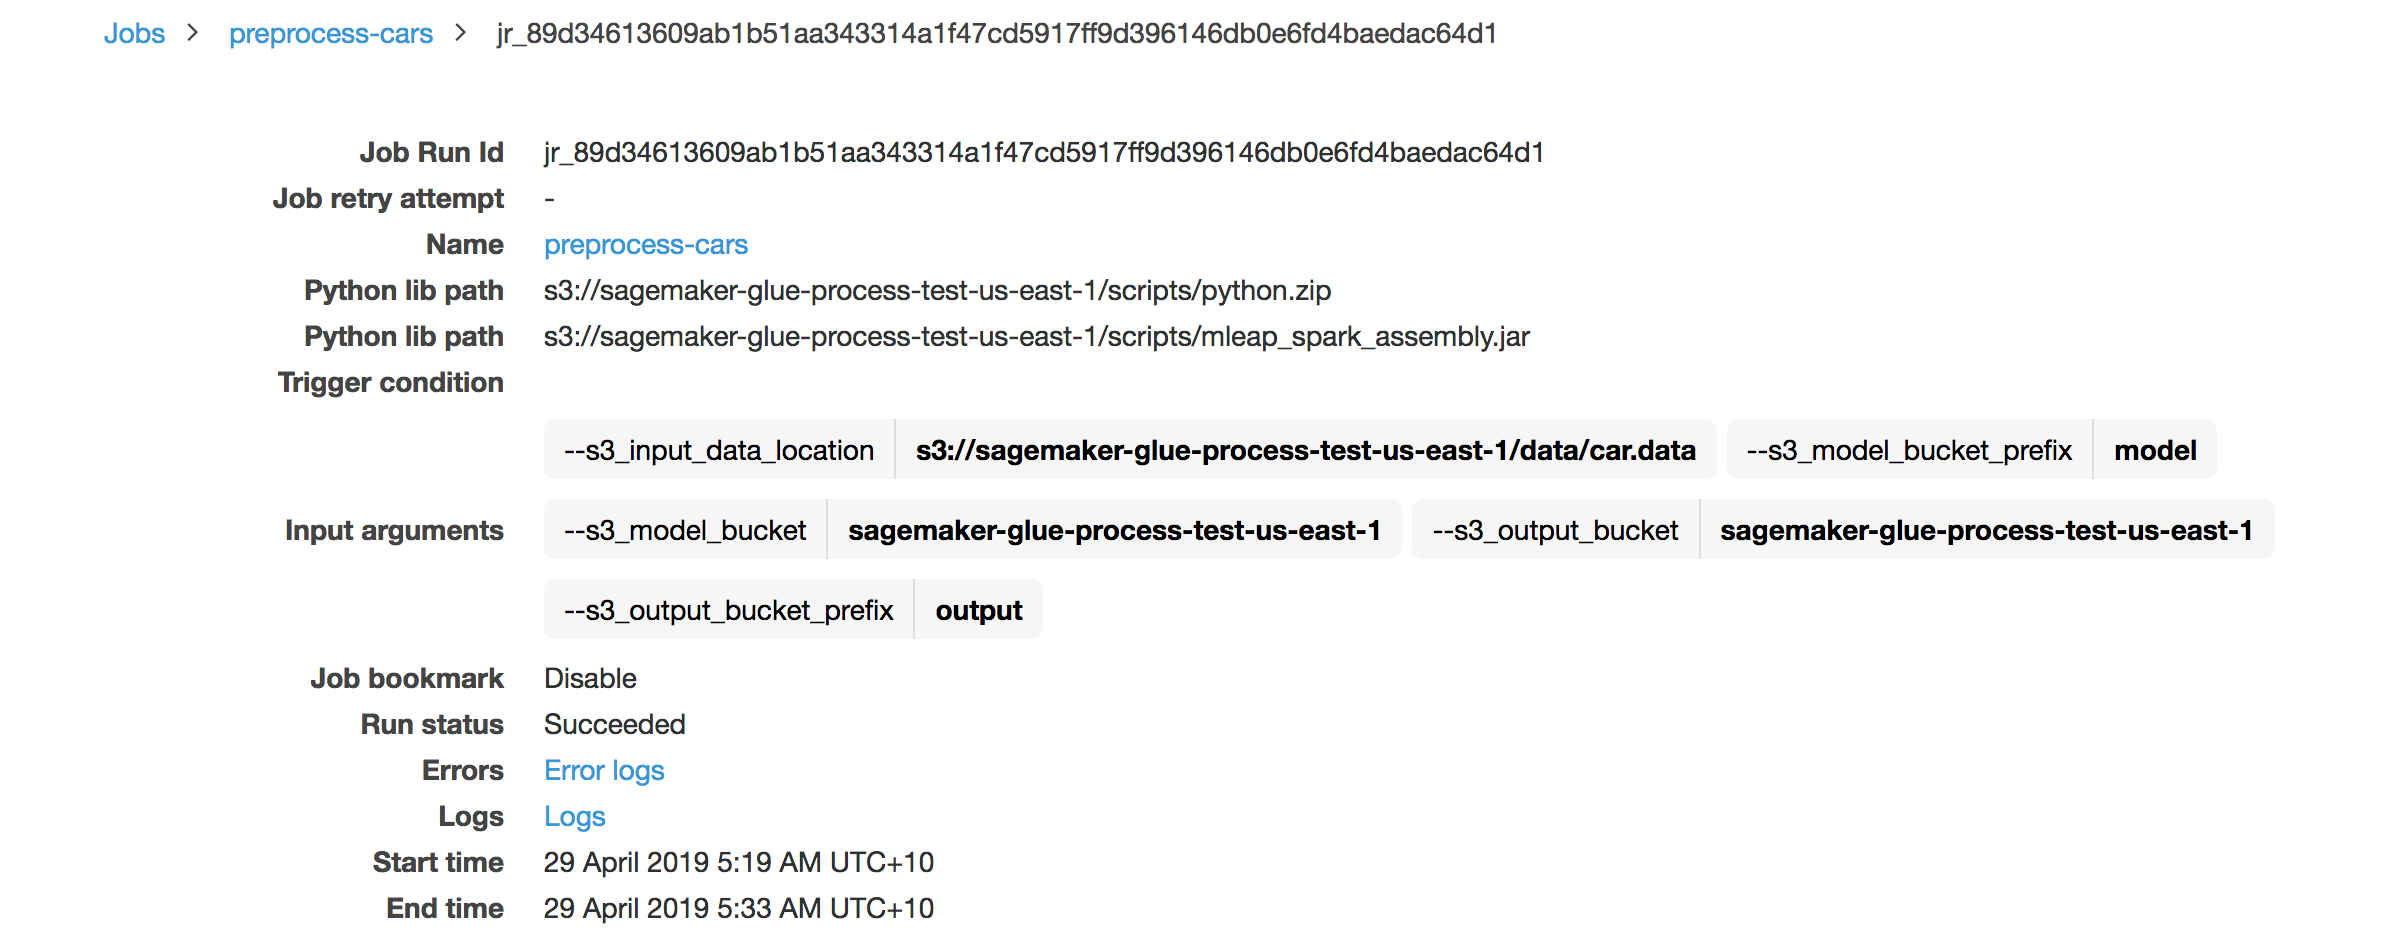 Jobs > preprocess-cars > jr_89d34613609ab1b51aa343314a1f47cd5917ff9d396146db0e6fd4baedac64d1
Job Run Id jr_89d34613609ab1b51aa343314a1f47cd5917ff9d396146db0e6fd4baedac64d1
Job retry attempt -
Name preprocess-cars
Python lib path s3://sagemaker-glue-process-test-us-east-1/scripts/python.zip
Python lib path s3://sagemaker-glue-process-test-us-east-1/scripts/mleap_spark_assembly.jar
Trigger condition
--s3_input_data_location s3://sagemaker-glue-process-test-us-east-1/data/car.data --s3_model_bucket_prefix model
Input arguments --s3_model_bucket sagemaker-glue-process-test-us-east-1 --s3_output_bucket sagemaker-glue-process-test-us-east-1
--s3_output_bucket_prefix output
Job bookmark Disable
Run status Succeeded
Errors Error logs
Logs Logs
Start time 29 April 2019 5:19 AM UTC+10
End time 29 April 2019 5:33 AM UTC+10